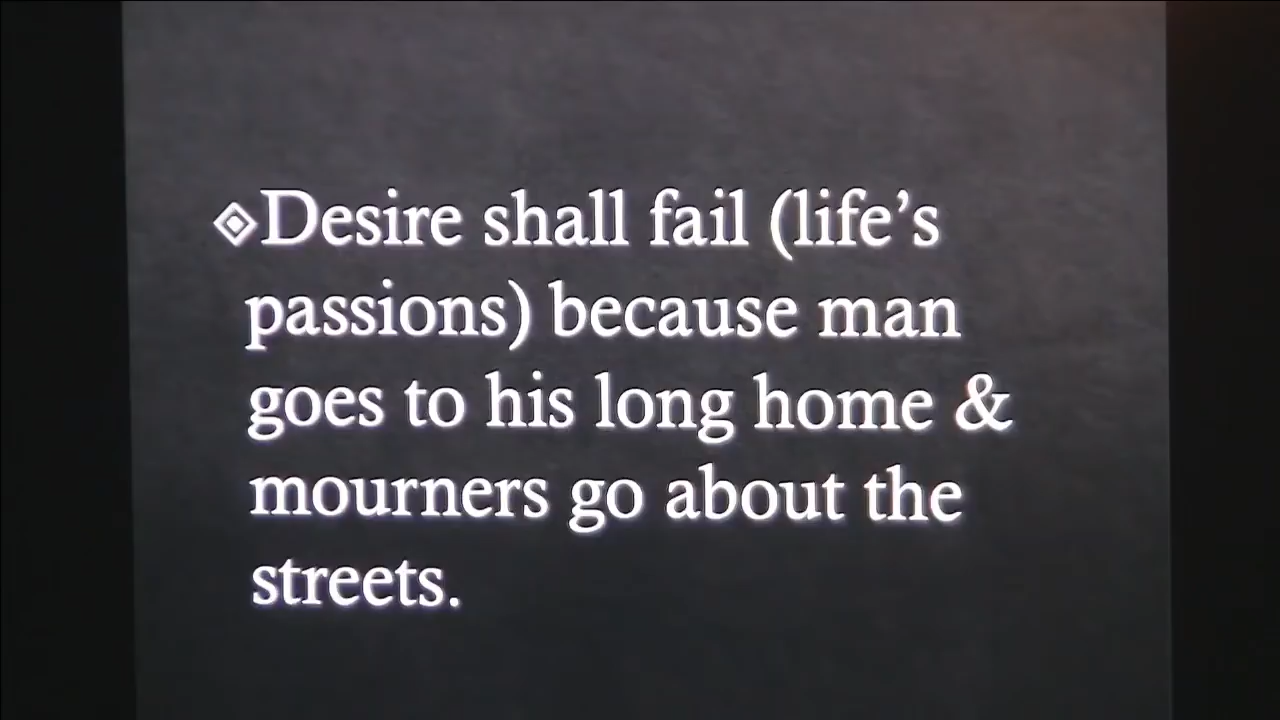 ◈Desire shall fail (life’s
passions) because man
goes to his long home &
mourners go about the
streets.